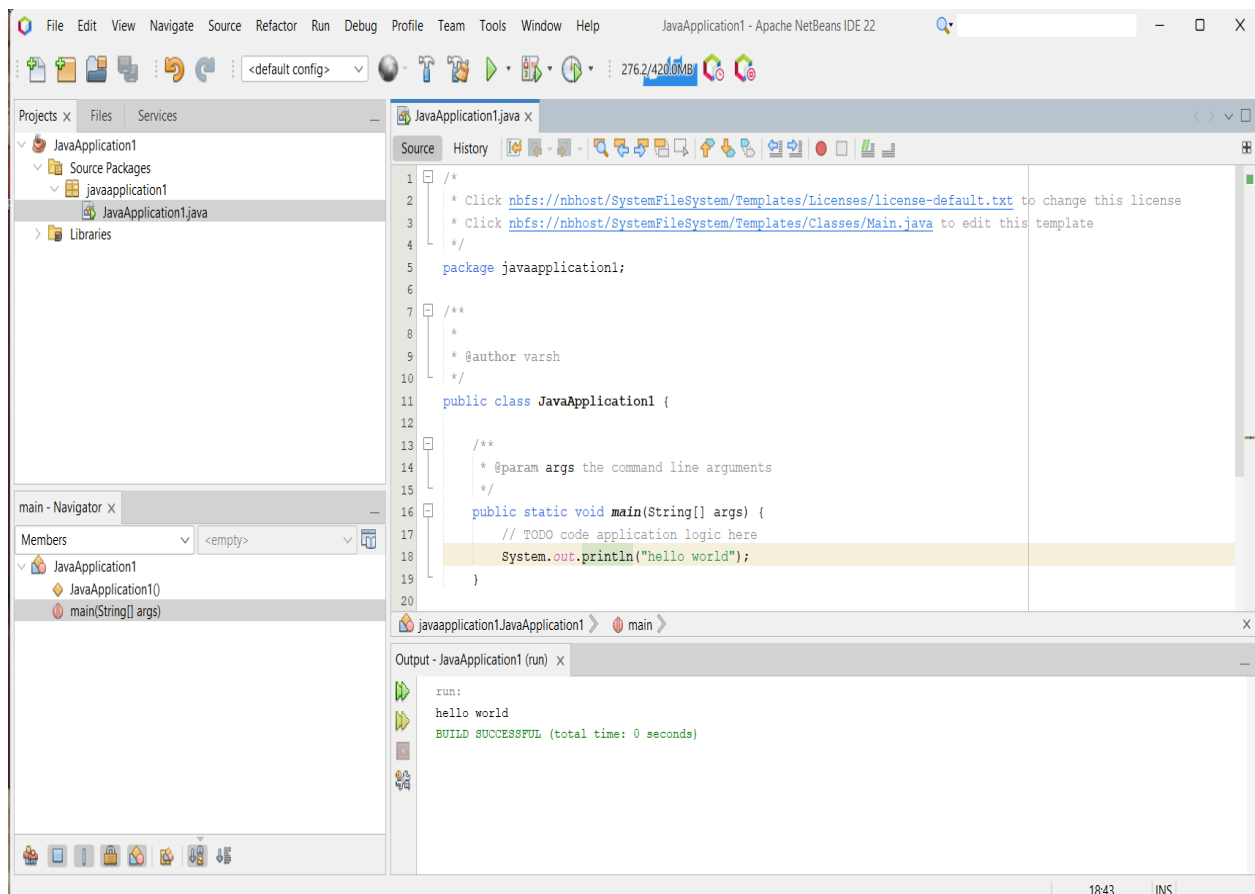 File Edit View Navigate Source Refactor Run Debug Profile Team Tools Window Help JavaApplication1 - Apache NetBeans IDE 22
<default config> 276.2/420.0MB
Projects Files Services
JavaApplication1
Source Packages
javaapplication1
JavaApplication1.java
Libraries
main - Navigator
Members <empty>
JavaApplication1
JavaApplication1()
main(String[] args)
JavaApplication1.java
Source History
1 /*
2 * Click nbfs://nbhost/SystemFileSystem/Templates/Licenses/license-default.txt to change this license
3 * Click nbfs://nbhost/SystemFileSystem/Templates/Classes/Main.java to edit this template
4 */
5 package javaapplication1;
6
7 /**
8 *
9 * @author varsh
10 */
11 public class JavaApplication1 {
12
13 /**
14 * @param args the command line arguments
15 */
16 public static void main(String[] args) {
17 // TODO code application logic here
18 System.out.println("hello world");
19 }
20
javaapplication1.JavaApplication1 main
Output - JavaApplication1 (run)
run:
hello world
BUILD SUCCESSFUL (total time: 0 seconds)
18:43 INS